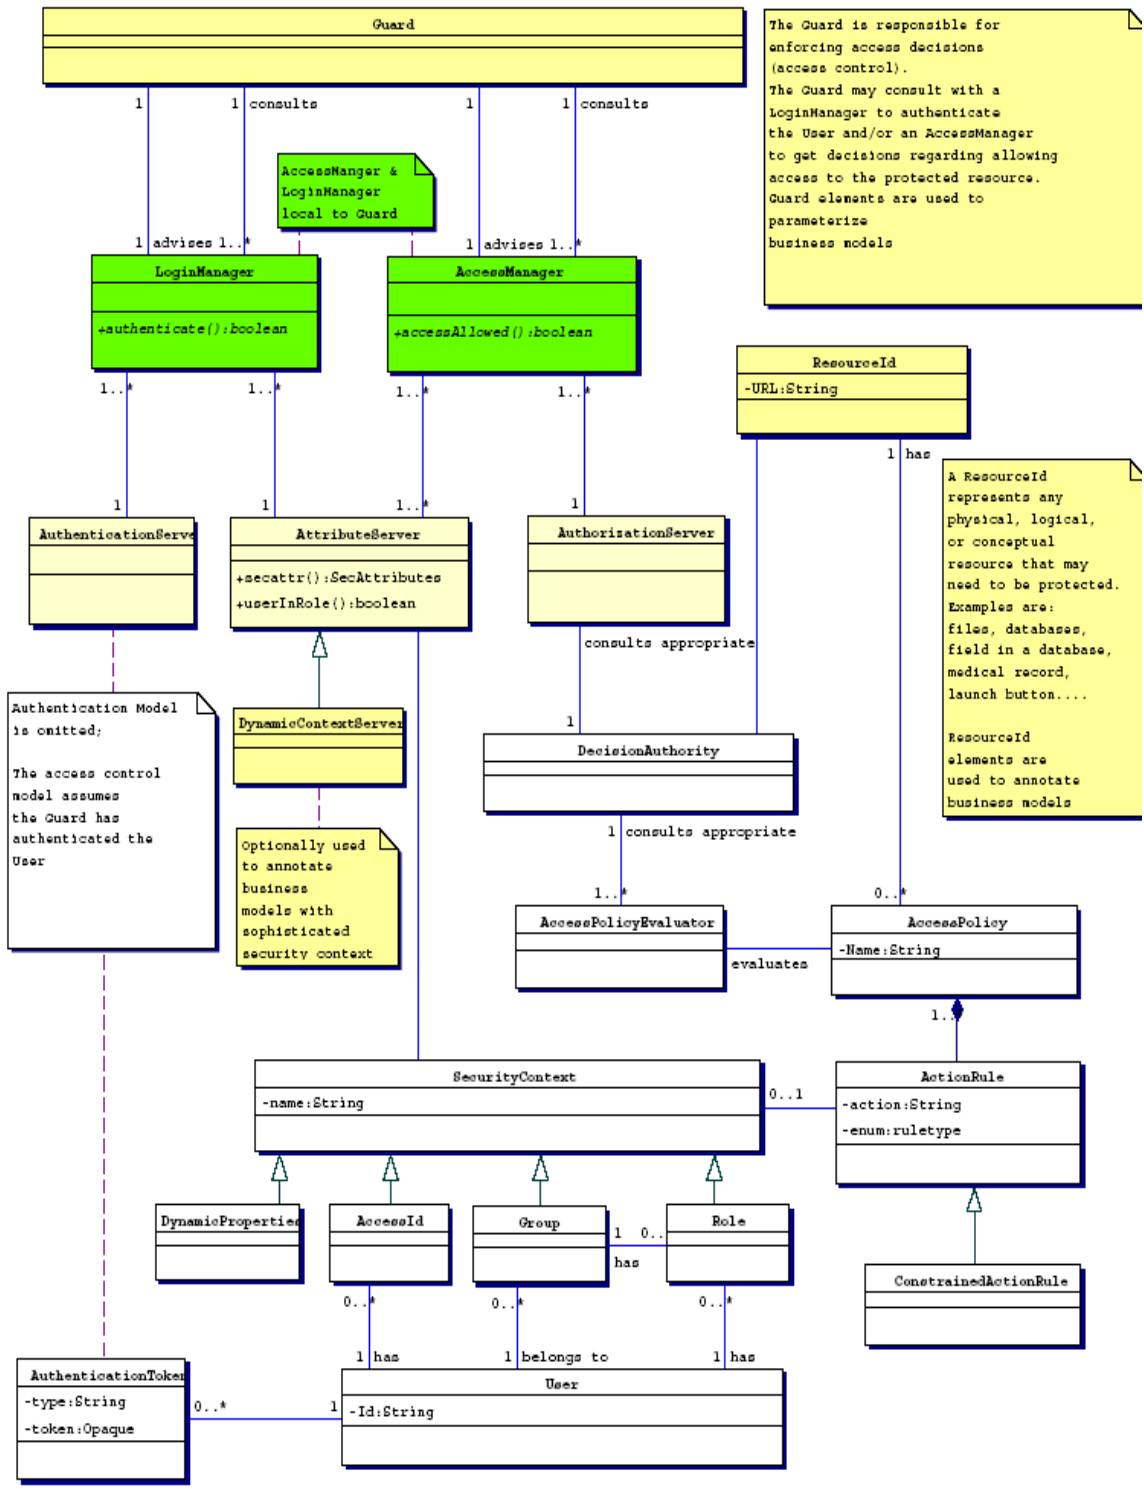 Guard
The Guard is responsible for
enforcing access decisions
(access control).
The Guard may consult with a
LoginManager to authenticate
the User and/or an AccessManager
to get decisions regarding allowing
access to the protected resource.
Guard elements are used to
parameterize
business models
1
1 consults
1
1 consults
AccessManger &
LoginManager
local to Guard
1 advises 1..*
1 advises 1..*
LoginManager
+authenticate():boolean
AccessManager
+accessAllowed():boolean
1..*
1..*
1..*
1..*
ResourceId
-URL:String
1 has
A ResourceId
represents any
physical, logical,
or conceptual
resource that may
need to be protected.
Examples are:
files, databases,
field in a database,
medical record,
launch button....
ResourceId
elements are
used to annotate
business models
1
1
1..*
1
AuthenticationServe
AttributeServer
+secattr():SecAttributes
+userInRole():boolean
AuthorizationServer
consults appropriate
1
Authentication Model
is omitted;
The access control
model assumes
the Guard has
authenticated the
User
DynamicContextServer
DecisionAuthority
1 consults appropriate
Optionally used
to annotate
business
models with
sophisticated
security context
1..*
0..*
AccessPolicyEvaluator
evaluates
AccessPolicy
-Name:String
1..
SecurityContext
-name:String
0..1
ActionRule
-action:String
-enum:ruletype
DynamicProperties
AccessId
Group
1 0..
has
Role
ConstrainedActionRule
0..*
0..*
0..*
1 has
1 belongs to
1 has
AuthenticationToken
-type:String
-token:Opaque
0..*
1
User
-Id:String